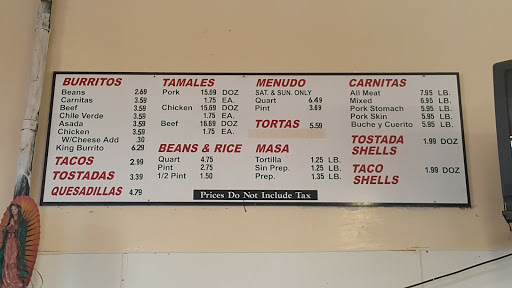 BURRITOS
Beans 2.69
Carnitas 3.59
Beef 3.59
Chile Verde 3.59
Asada 3.59
Chicken 3.59
W/Cheese Add .30
King Burrito 6.29
TACOS 2.99
TOSTADAS 3.39
QUESADILLAS 4.79
TAMALES
Pork 15.69 DOZ
1.75 EA.
Chicken 15.69 DOZ
1.75 EA.
Beef 16.69 DOZ
1.75 EA.
BEANS & RICE
Quart 4.75
Pint 2.75
1/2 Pint 1.50
MENUDO
SAT. & SUN. ONLY
Quart 6.49
Pint 3.69
TORTAS 5.59
MASA
Tortilla 1.25 LB.
Sin Prep. 1.25 LB.
Prep. 1.35 LB.
CARNITAS
All Meat 7.95 LB.
Mixed 6.95 LB.
Pork Stomach 5.95 LB.
Pork Skin 5.95 LB.
Buche y Cuerito 5.95 LB.
TOSTADA 1.99 DOZ
SHELLS
TACO 1.99 DOZ
SHELLS
Prices Do Not Include Tax